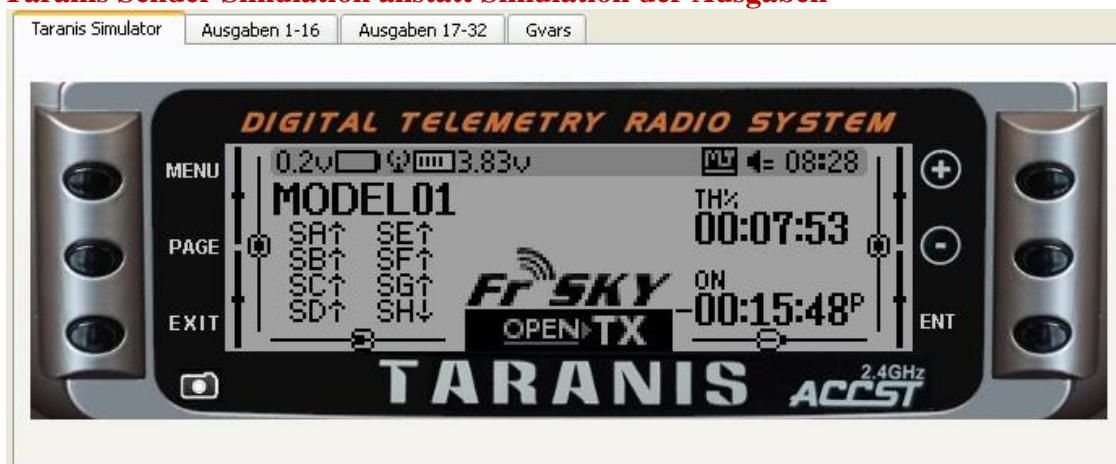 Taranis Sender Simulation anstatt Simulation der Ausgaben
Taranis Simulator
Ausgaben 1-16
Ausgaben 17-32
Gvars
DIGITAL TELEMETRY RADIO SYSTEM
MENU
PAGE
EXIT
0.2v 3.83v 08:28
MODEL01
SA↑ SE↑
SB↑ SF↑
SC↑ SG↑
SD↑ SH↓
TH%
00:07:53
ON
-00:15:48P
FrSKY
OPEN TX
+
-
ENT
TARANIS
2.4GHz
ACCST